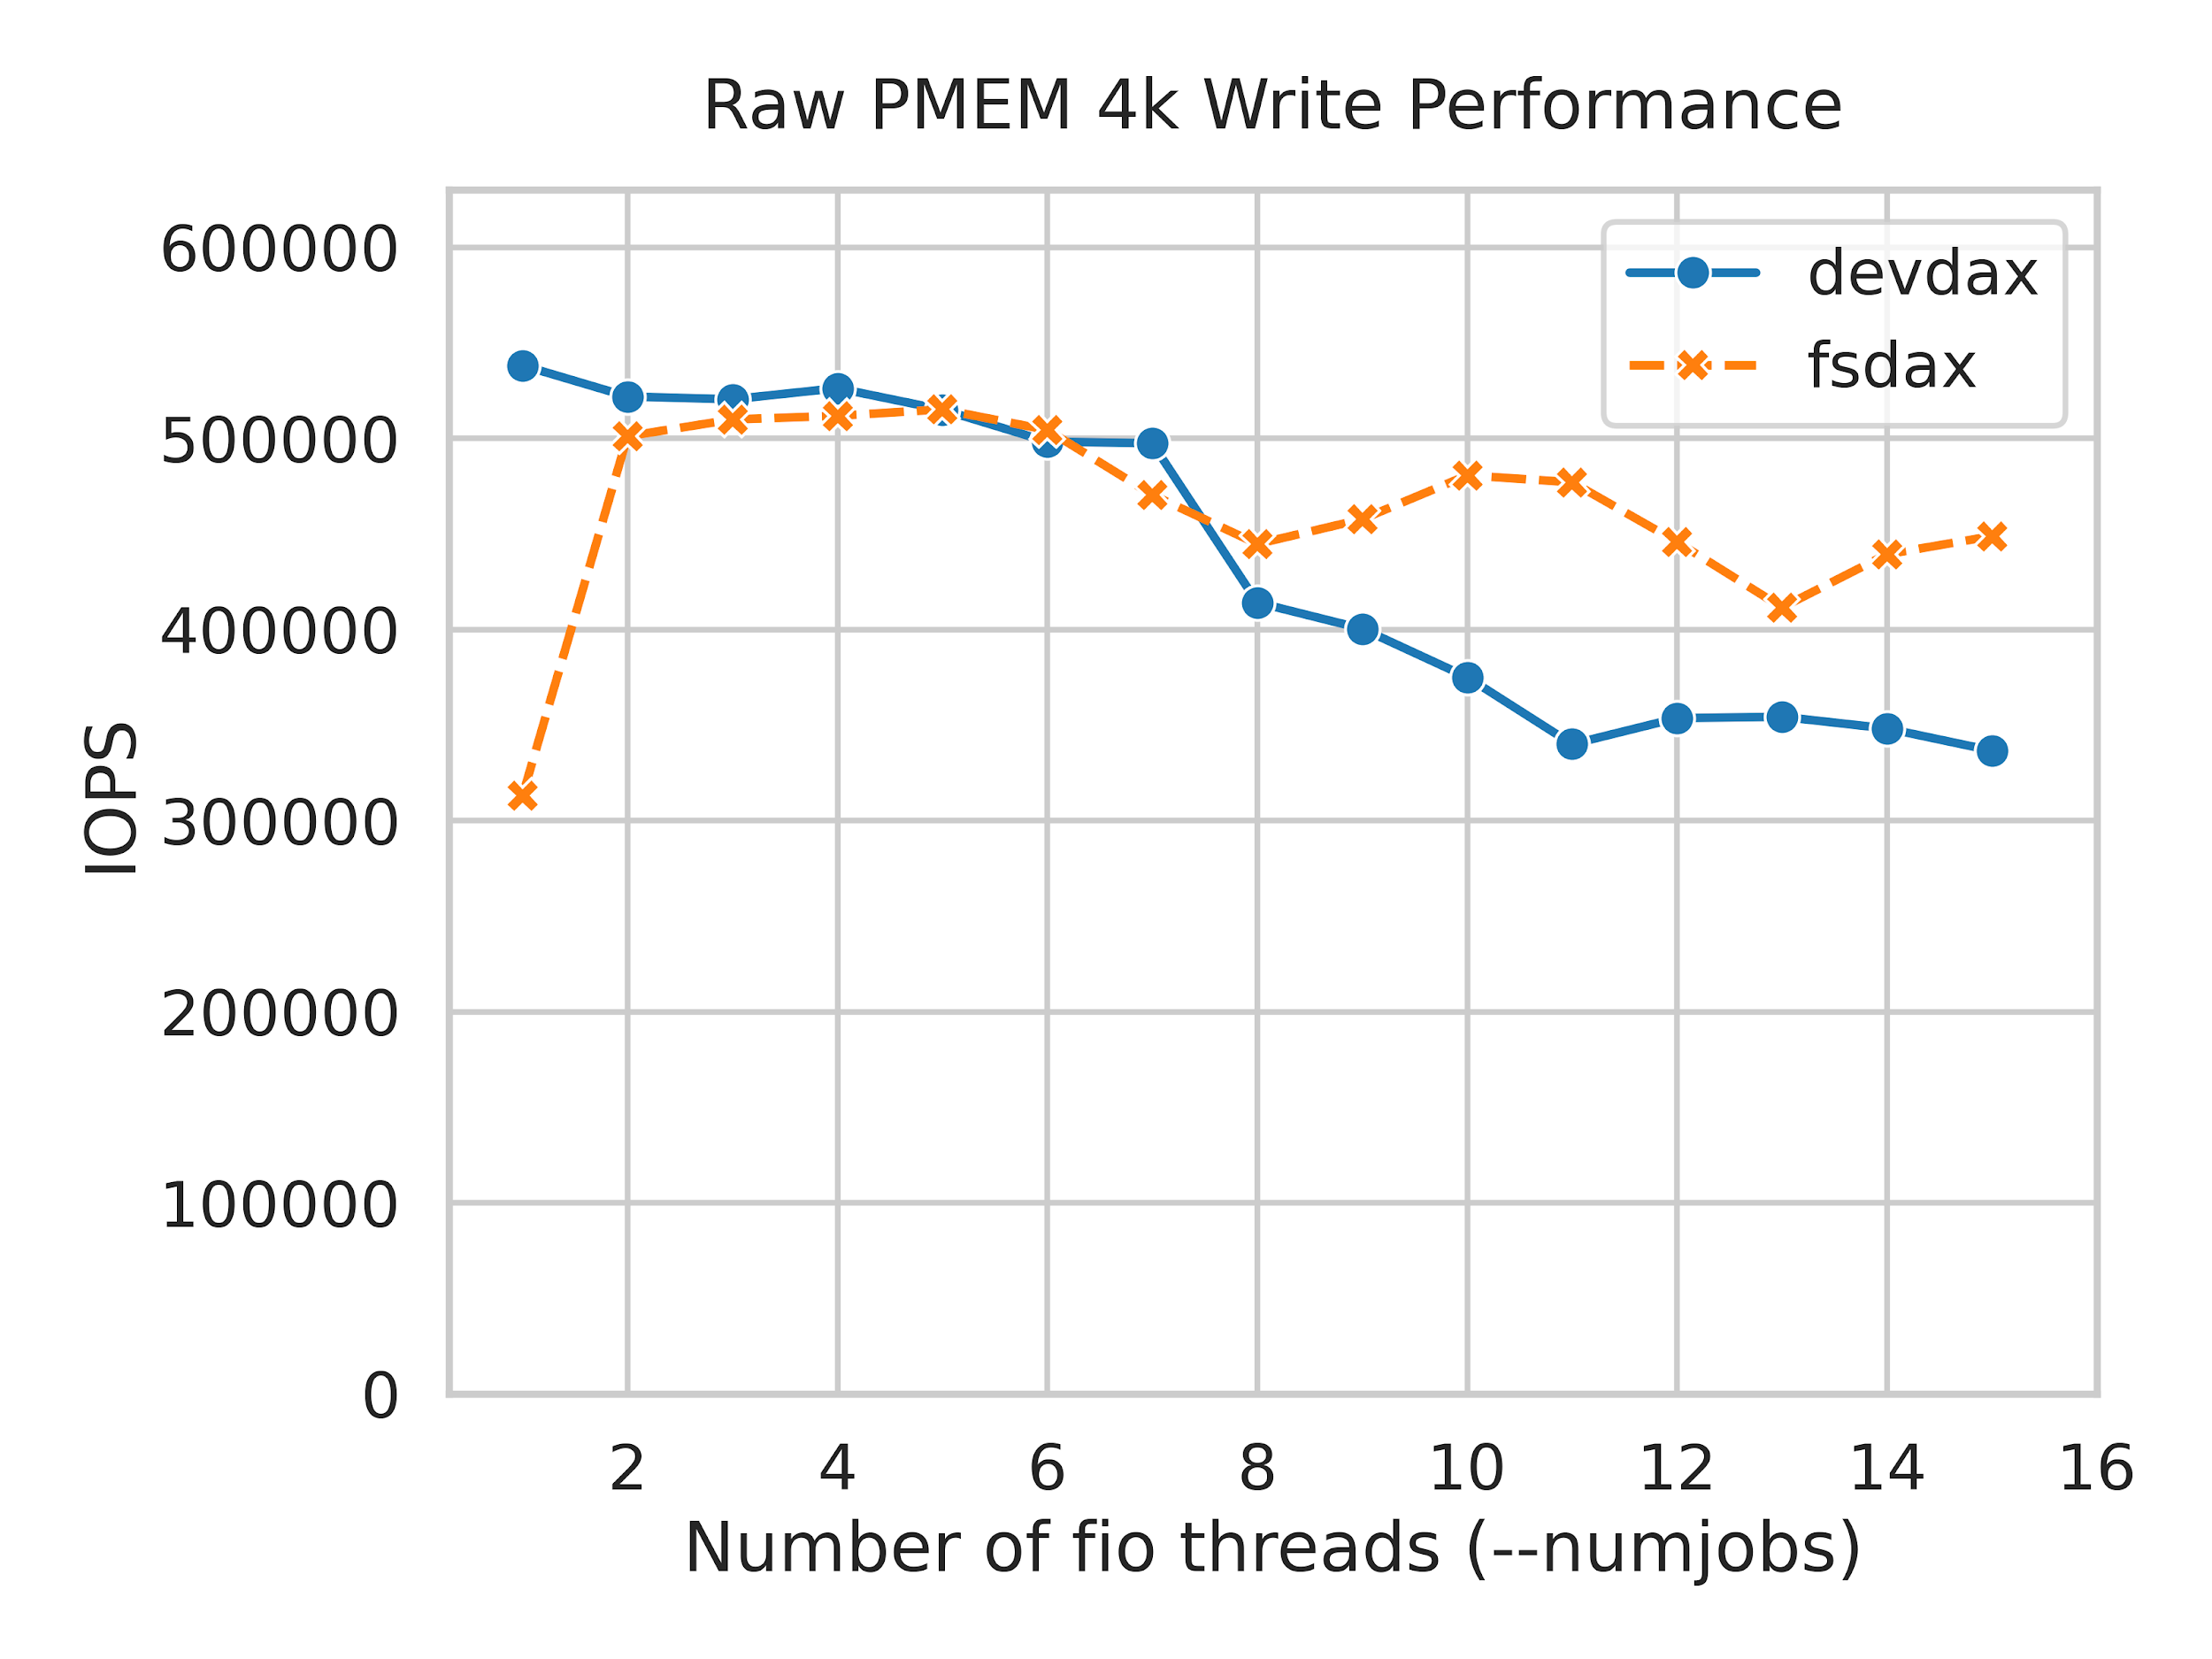 Raw PMEM 4k Write Performance
600000
500000
400000
300000
200000
100000
0
IOPS
devdax
fsdax
2 4 6 8 10 12 14 16
Number of fio threads (--numjobs)